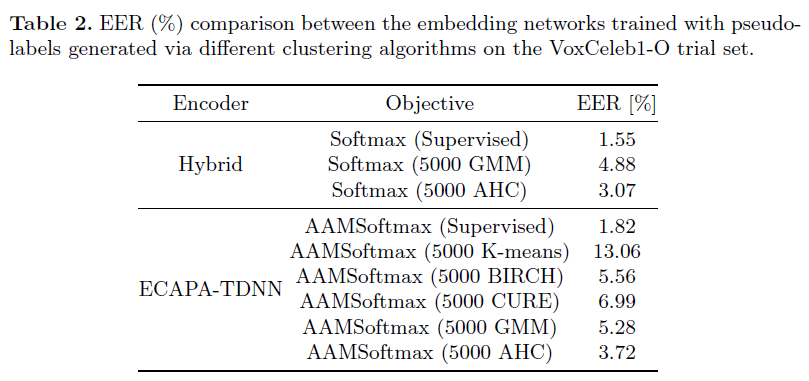 Table 2. EER (%) comparison between the embedding networks trained with pseudo-
labels generated via different clustering algorithms on the VoxCeleb1-O trial set.
Encoder Objective EER [%]
Softmax (Supervised) 1.55
Hybrid Softmax (5000 GMM) 4.88
Softmax (5000 AHC) 3.07
AAMSoftmax (Supervised) 1.82
AAMSoftmax (5000 K-means) 13.06
AAMSoftmax (5000 BIRCH) 5.56
ECAPA-TDNN
AAMSoftmax (5000 CURE) 6.99
AAMSoftmax (5000 GMM) 5.28
AAMSoftmax (5000 AHC) 3.72